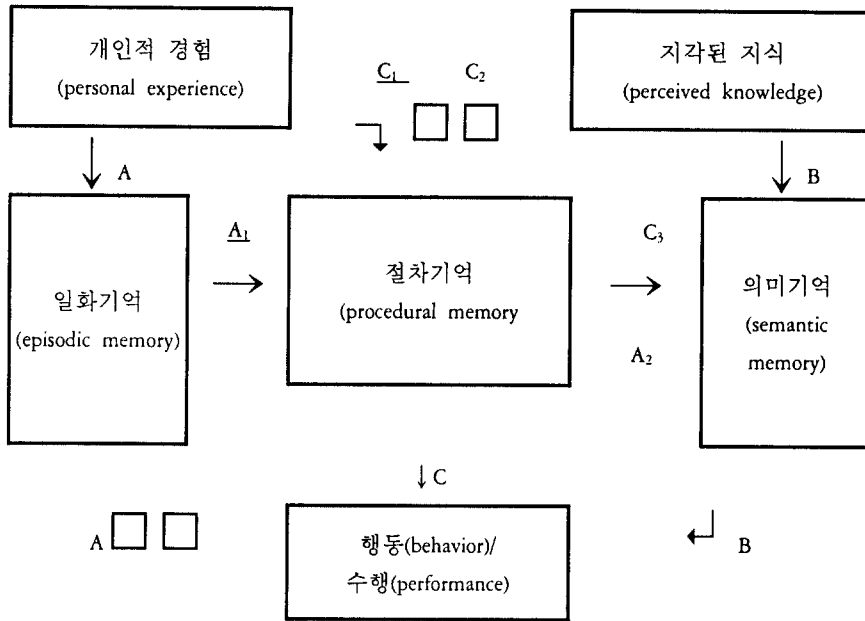 개인적 경험
(personal experience)
C₁ C₂
지각된 지식
(perceived knowledge)
A
B
일화기억
(episodic memory)
A₁
절차기억
(procedural memory
C₃
A₂
의미기억
(semantic
memory)
C
A
행동(behavior)/
수행(performance)
B